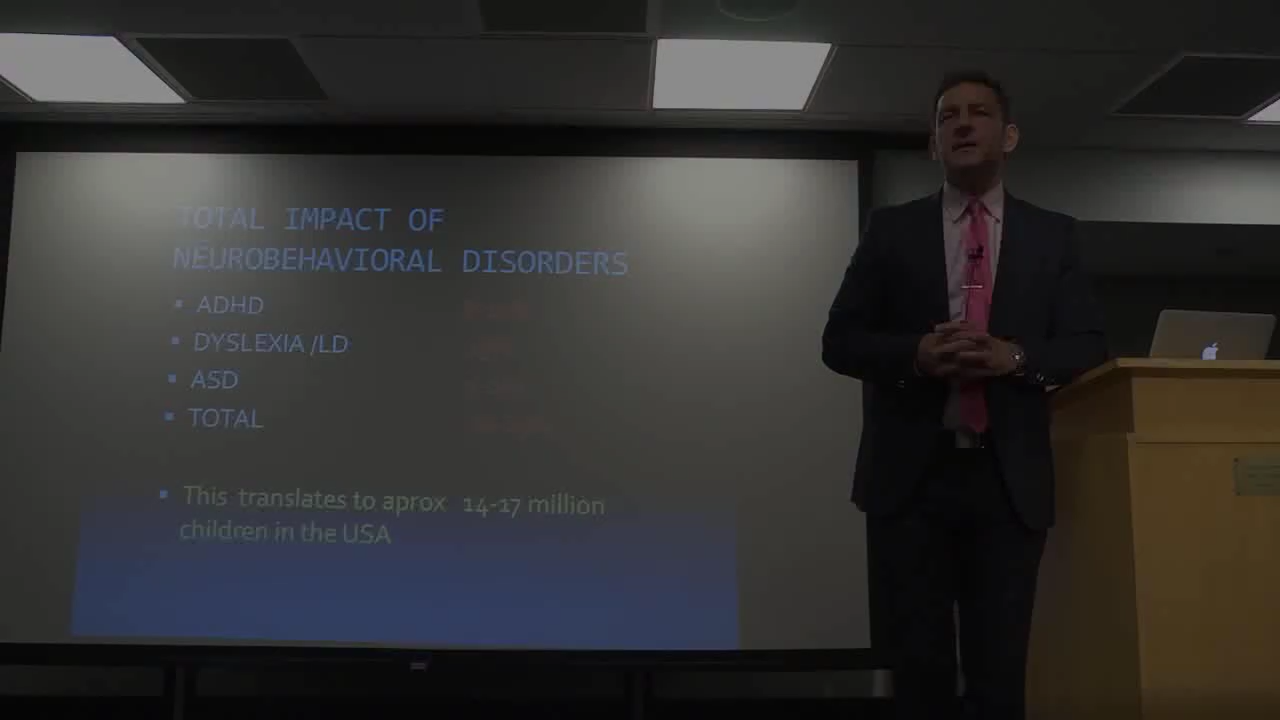 TOTAL IMPACT OF
NEUROBEHAVIORAL DISORDERS
▪ ADHD
▪ DYSLEXIA /LD
▪ ASD
▪ TOTAL
▪ This translates to aprox 14-17 million
children in the USA